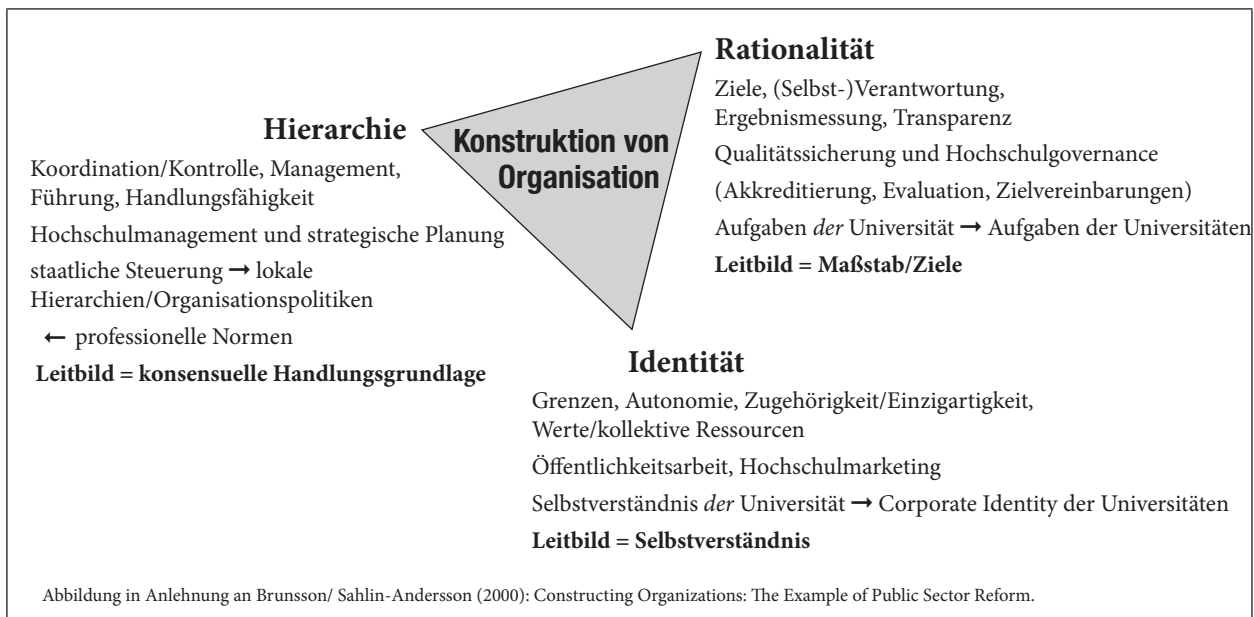 Rationalität
Ziele, (Selbst-)Verantwortung,
Ergebnismessung, Transparenz
Qualitätssicherung und Hochschulgovernance
(Akkreditierung, Evaluation, Zielvereinbarungen)
Aufgaben der Universität → Aufgaben der Universitäten
Leitbild = Maßstab/Ziele
Hierarchie
Koordination/Kontrolle, Management,
Führung, Handlungsfähigkeit
Hochschulmanagement und strategische Planung
staatliche Steuerung → lokale
Hierarchien/Organisationspolitiken
← professionelle Normen
Leitbild = konsensuelle Handlungsgrundlage
Konstruktion von
Organisation
Identität
Grenzen, Autonomie, Zugehörigkeit/Einzigartigkeit,
Werte/kollektive Ressourcen
Öffentlichkeitsarbeit, Hochschulmarketing
Selbstverständnis der Universität → Corporate Identity der Universitäten
Leitbild = Selbstverständnis
Abbildung in Anlehnung an Brunsson/ Sahlin-Andersson (2000): Constructing Organizations: The Example of Public Sector Reform.